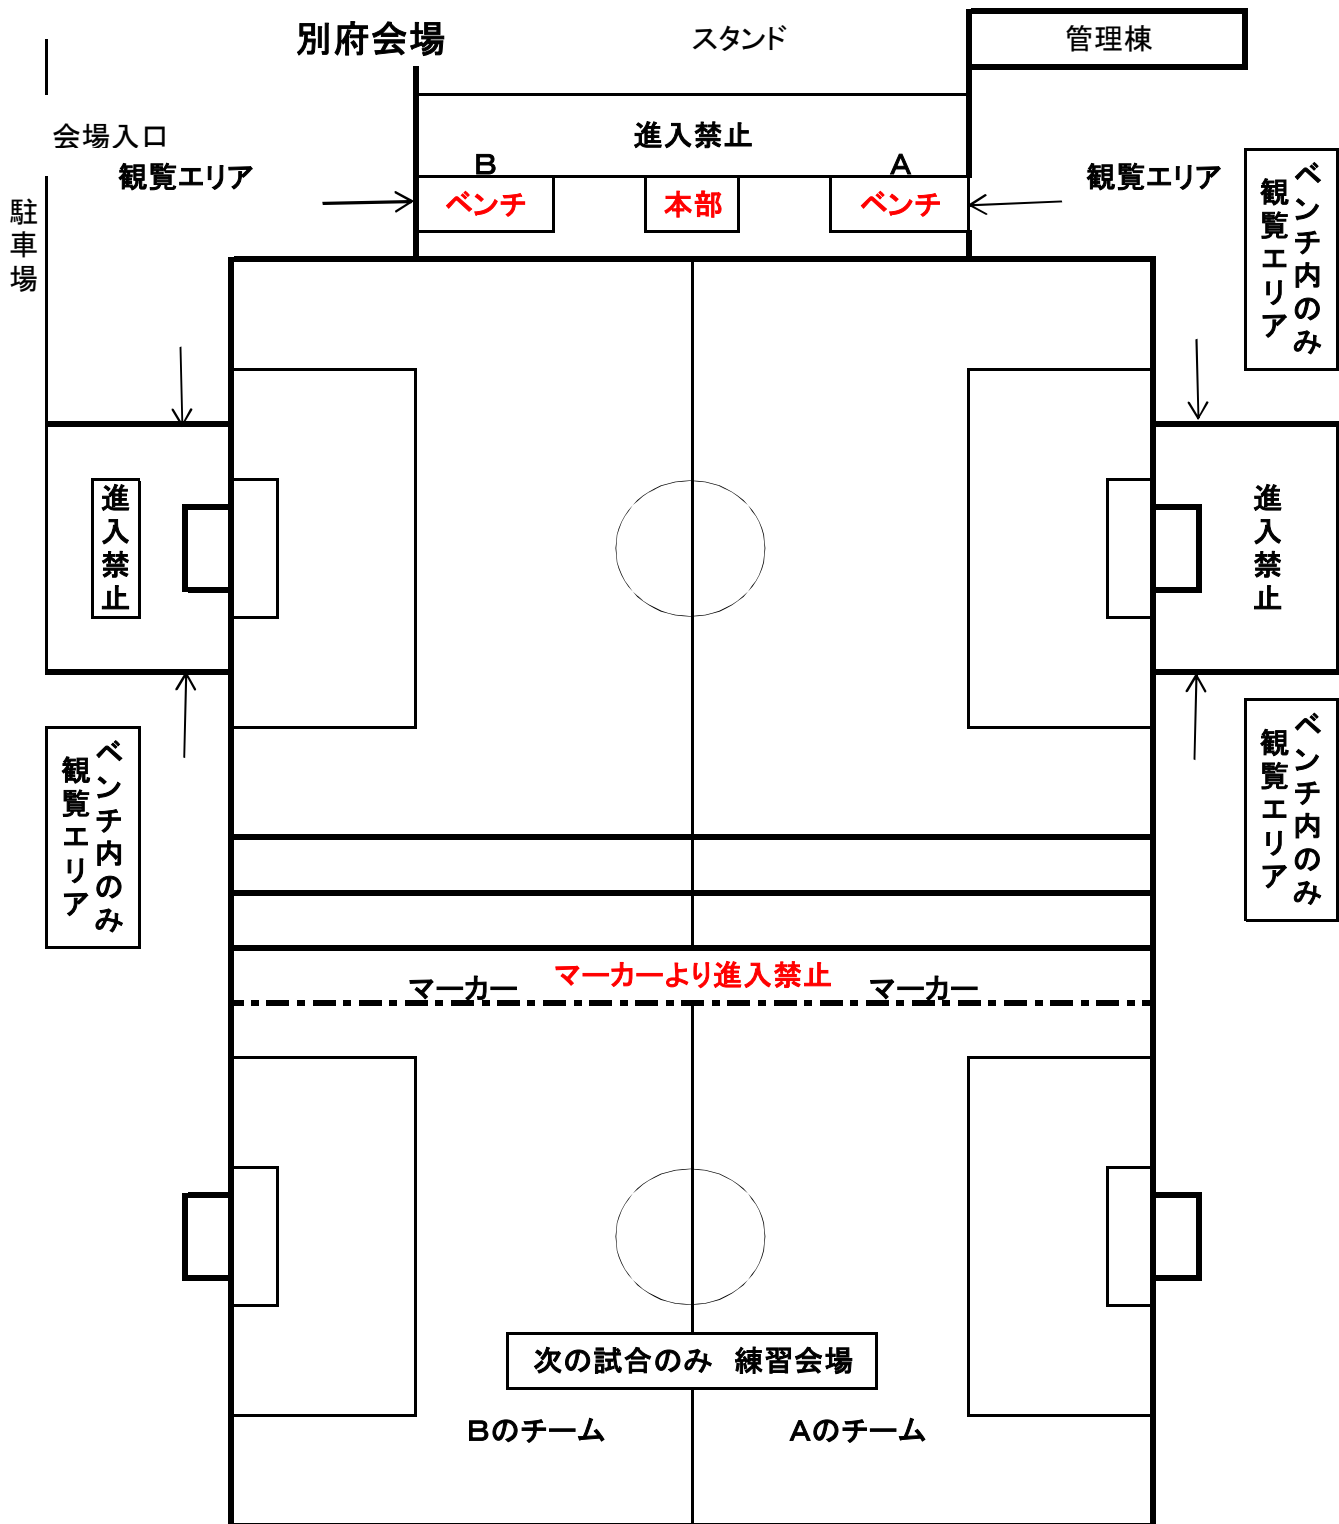 別府会場
スタンド
管理棟
会場入口
進入禁止
B
A
観覧エリア
観覧エリア
ベンチ
本部
ベンチ
駐車場
ベンチ内のみ
観覧エリア
進入禁止
進入禁止
ベンチ内のみ
観覧エリア
ベンチ内のみ
観覧エリア
マーカー
マーカーより進入禁止
マーカー
次の試合のみ　練習会場
Bのチーム
Aのチーム